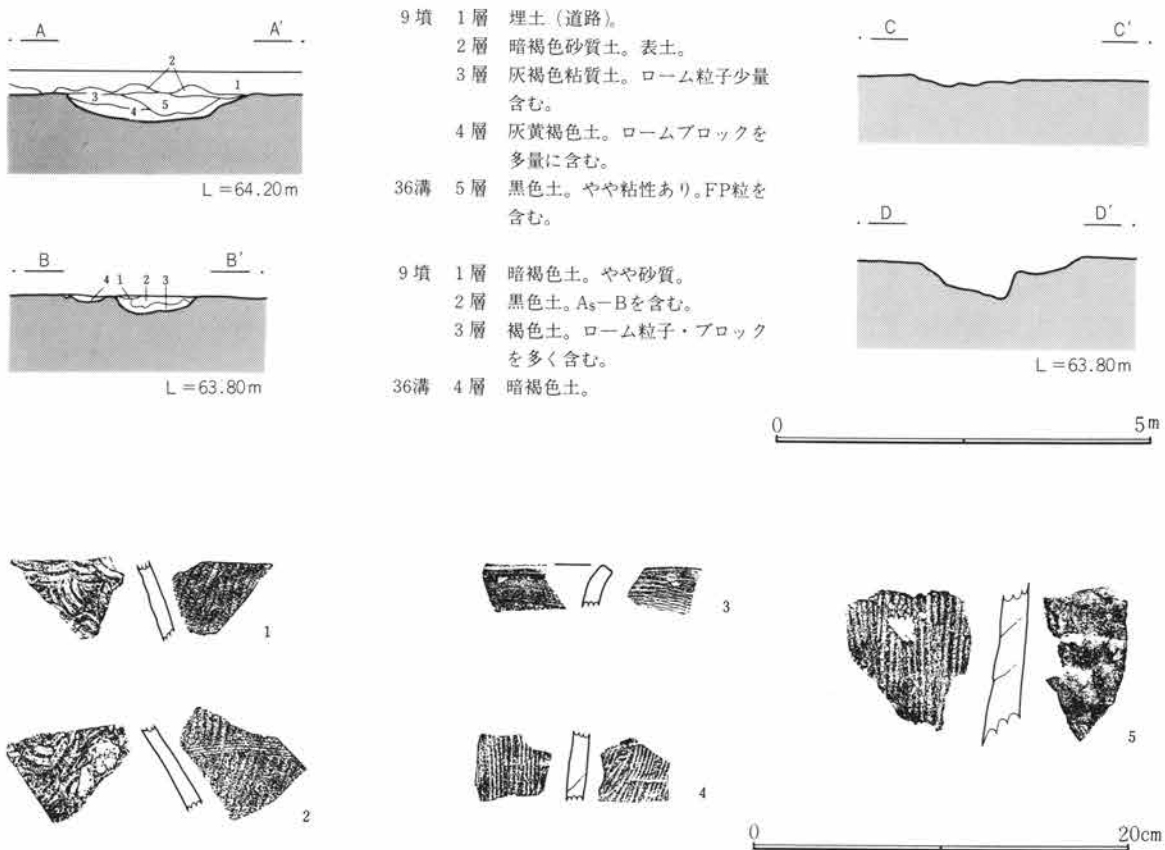 A A'
2
1
3
4
5
L=64.20m
B B'
4 1 2 3
L=63.80m
9墳 1層 埋土（道路）。
2層 暗褐色砂質土。表土。
3層 灰褐色粘質土。ローム粒子少量
含む。
4層 灰黄褐色土。ロームブロックを
多量に含む。
36溝 5層 黒色土。やや粘性あり。FP粒を
含む。
9墳 1層 暗褐色土。やや砂質。
2層 黒色土。As−Bを含む。
3層 褐色土。ローム粒子・ブロック
を多く含む。
36溝 4層 暗褐色土。
C C'
D D'
L=63.80m
0 5m
1
2
3
4
5
0 20cm